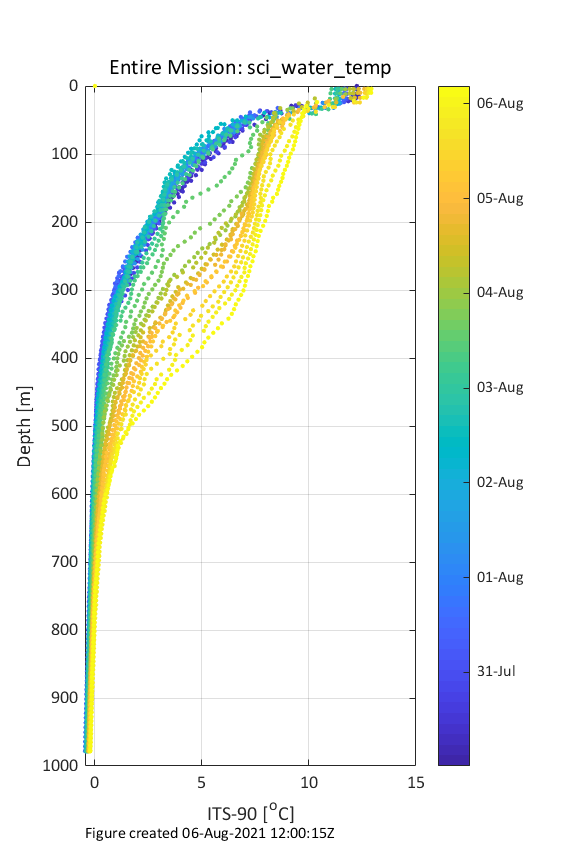 Entire Mission: sci_water_temp
0
100
200
300
400
500
600
700
800
900
1000
Depth [m]
0
5
10
15
ITS-90 [°C]
Figure created 06-Aug-2021 12:00:15Z
06-Aug
05-Aug
04-Aug
03-Aug
02-Aug
01-Aug
31-Jul